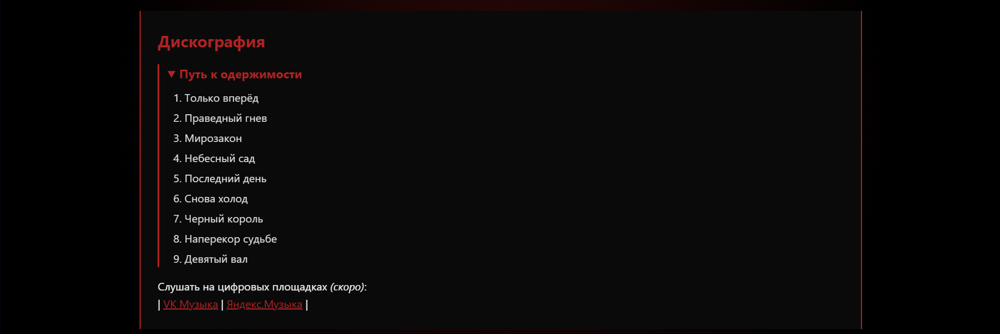 Дискография
▼ Путь к одержимости
1. Только вперёд
2. Праведный гнев
3. Мирозакон
4. Небесный сад
5. Последний день
6. Снова холод
7. Черный король
8. Наперекор судьбе
9. Девятый вал
Слушать на цифровых площадках (скоро):
| VK Музыка | Яндекс.Музыка |